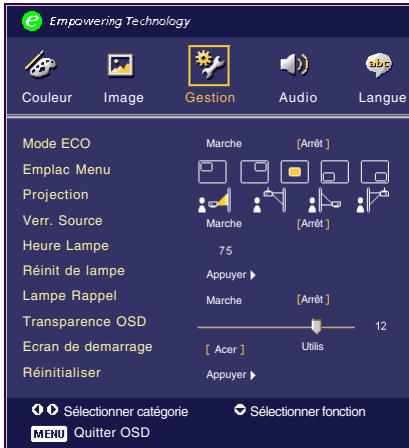 e Empowering Technology
Couleur Image Gestion Audio Langue
abc
Mode ECO Marche [Arrêt ]
Emplac Menu
Projection
Verr. Source Marche [Arrêt ]
Heure Lampe 75
Réinit de lampe Appuyer
Lampe Rappel Marche [Arrêt ]
Transparence OSD 12
Ecran de demarrage [ Acer ] Utilis
Réinitialiser Appuyer
Sélectionner catégorie Sélectionner fonction
MENU Quitter OSD